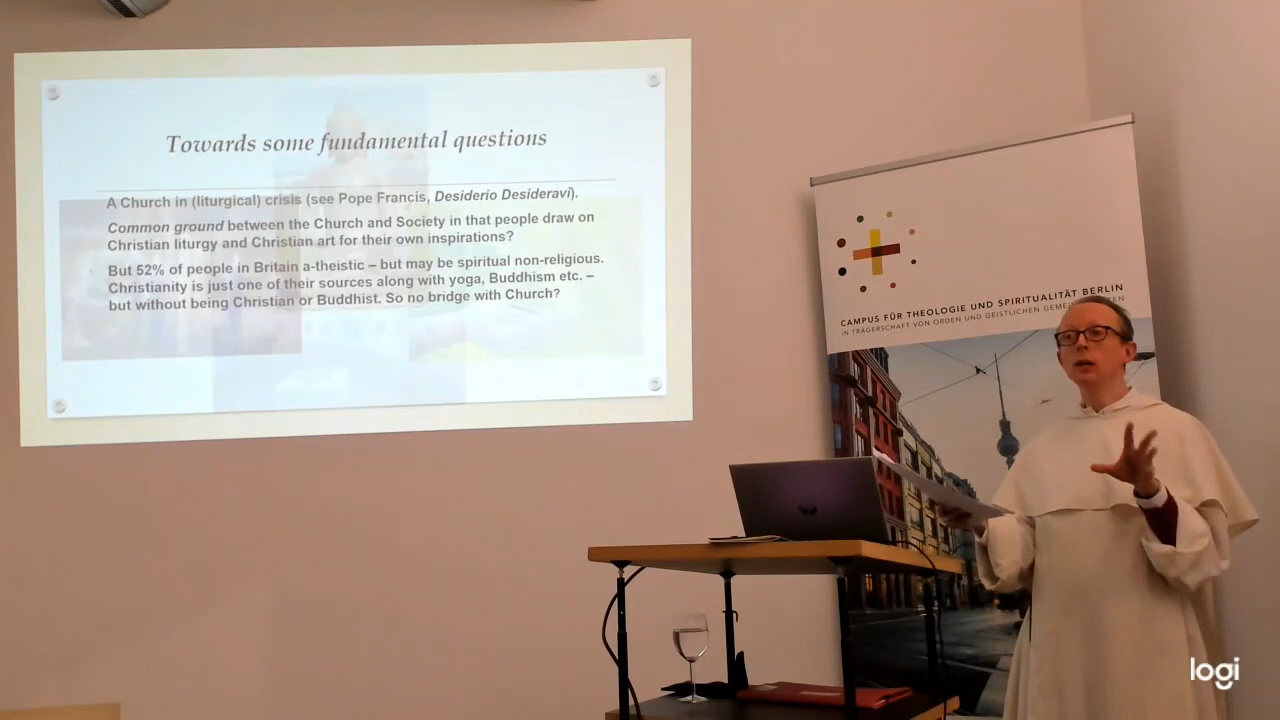 Towards some fundamental questions
A Church in (liturgical) crisis (see Pope Francis, Desiderio Desideravi).
Common ground between the Church and Society in that people draw on
Christian liturgy and Christian art for their own inspirations?
But 52% of people in Britain a-theistic – but may be spiritual non-religious.
Christianity is just one of their sources along with yoga, Buddhism etc. –
but without being Christian or Buddhist. So no bridge with Church?
CAMPUS FÜR THEOLOGIE UND SPIRITUALITÄT BERLIN
IN TRÄGERSCHAFT VON ORDEN UND GEISTLICHEN
logi